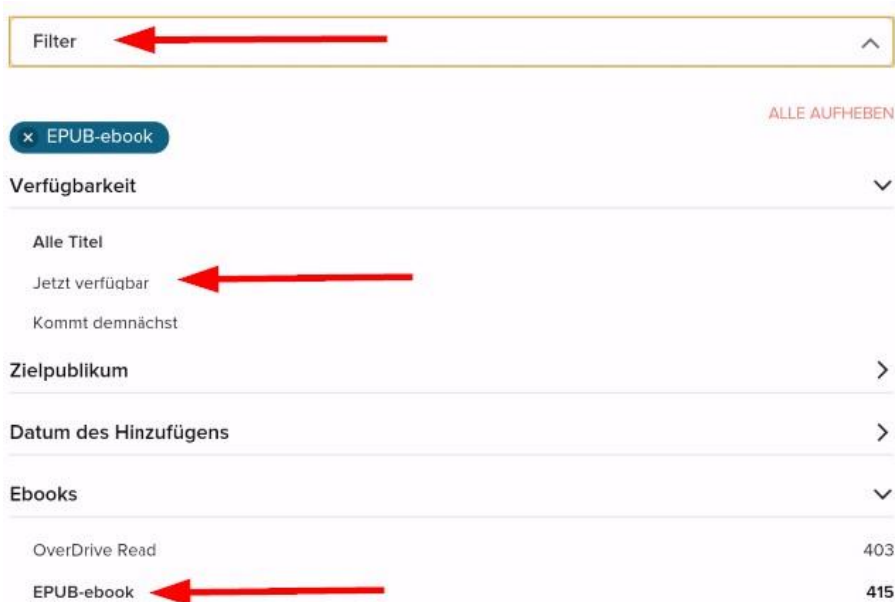 Filter
ALLE AUFHEBEN
× EPUB-ebook
Verfügbarkeit
Alle Titel
Jetzt verfügbar
Kommt demnächst
Zielpublikum
Datum des Hinzufügens
Ebooks
OverDrive Read 403
EPUB-ebook 415